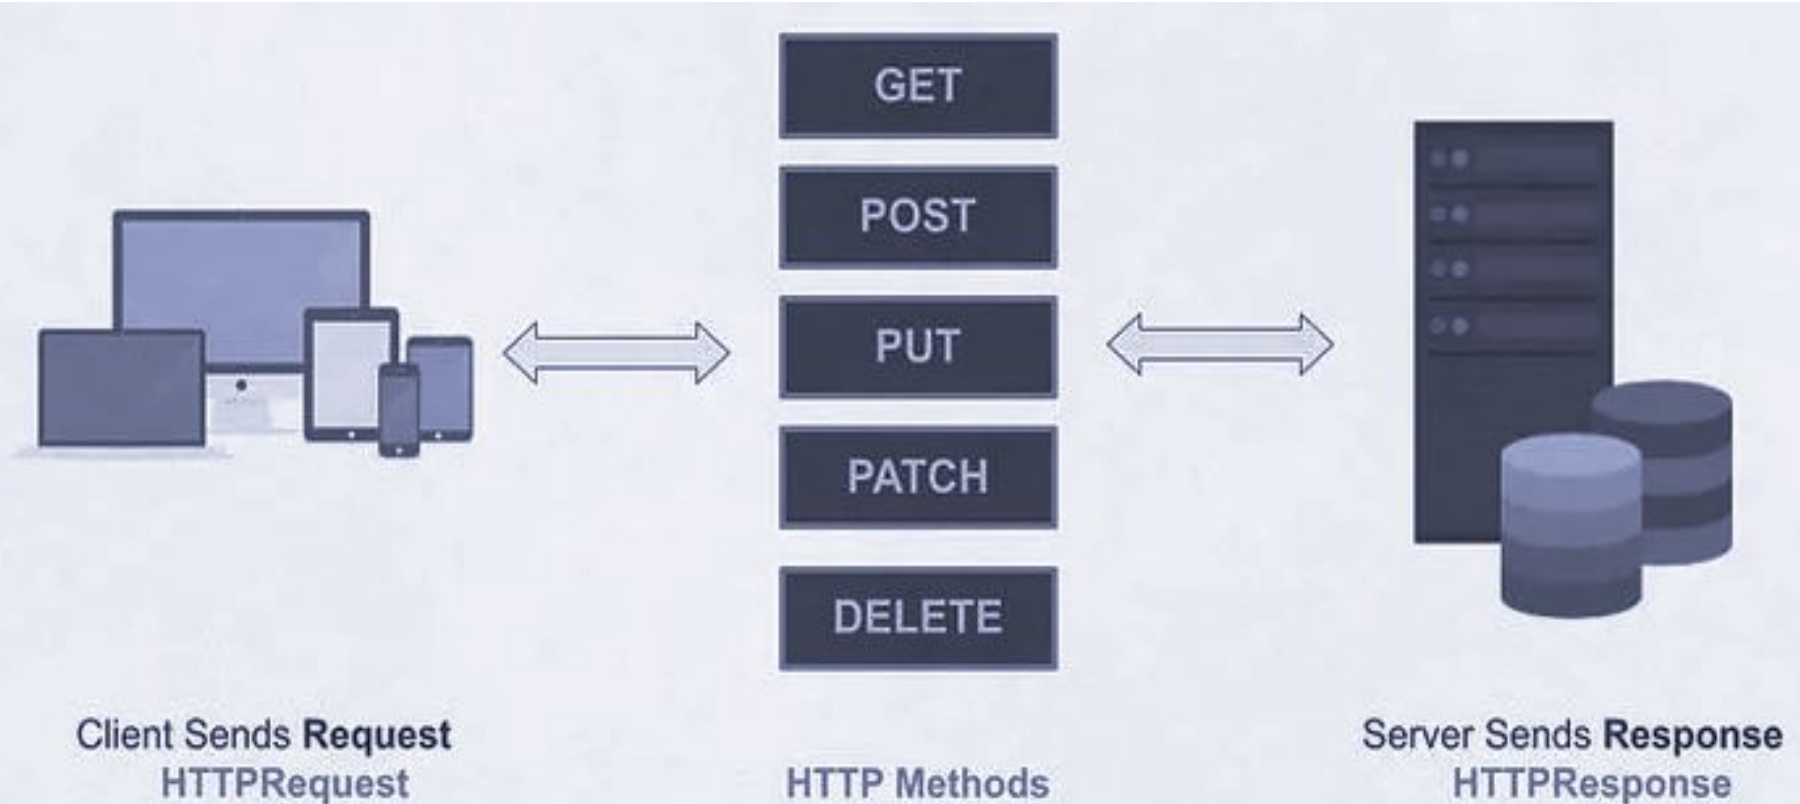 GET
POST
PUT
PATCH
DELETE
Client Sends Request
HTTPRequest
HTTP Methods
Server Sends Response
HTTPResponse